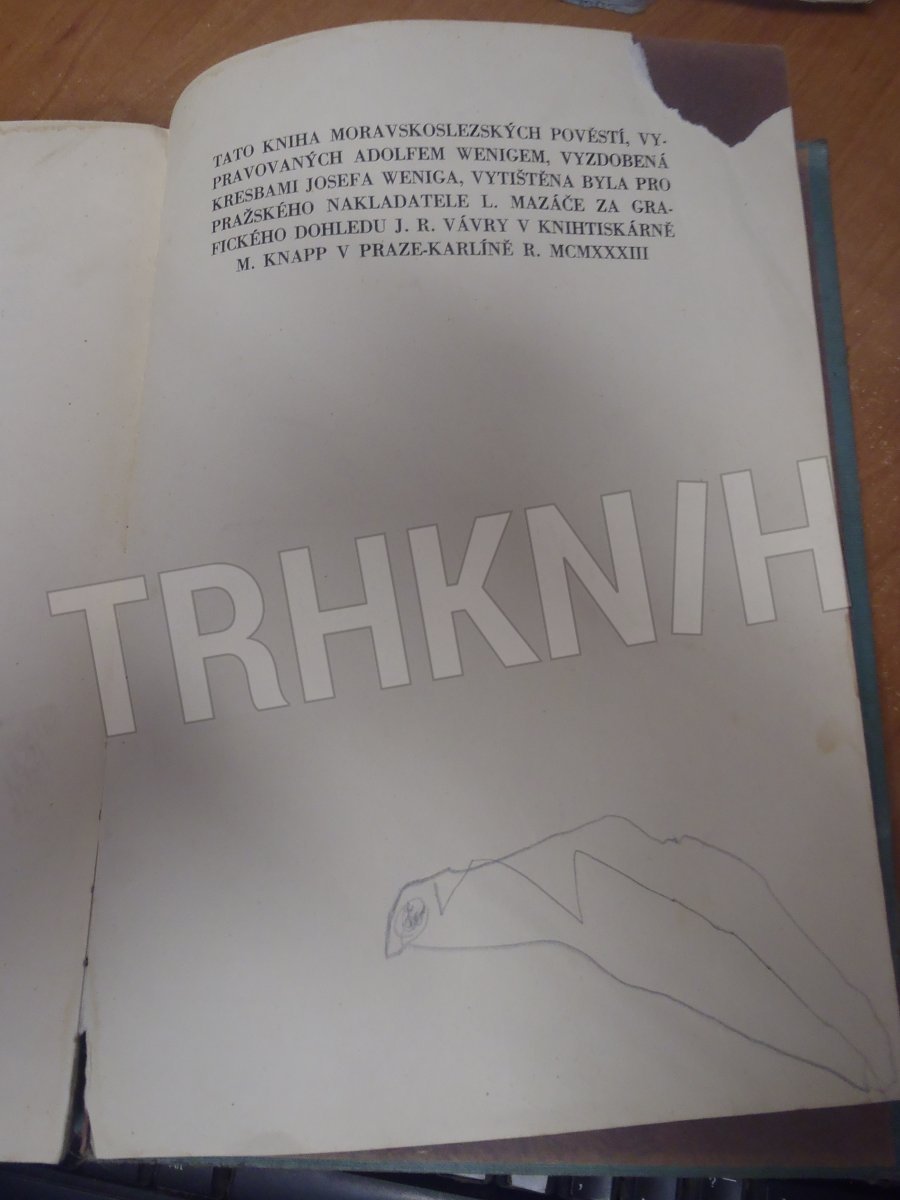 TATO KNIHA MORAVSKOSLEZSKÝCH POVĚSTÍ, VY-
PRAVOVANÝCH ADOLFEM WENIGEM, VYZDOBENÁ
KRESBAMI JOSEFA WENIGA, VYTIŠTĚNA BYLA PRO
PRAŽSKÉHO NAKLADATELE L. MAZÁČE ZA GRA-
FICKÉHO DOHLEDU J. R. VÁVRY V KNIHTISKÁRNĚ
M. KNAPP V PRAZE-KARLÍNĚ R. MCMXXXIII
TRHKNIH